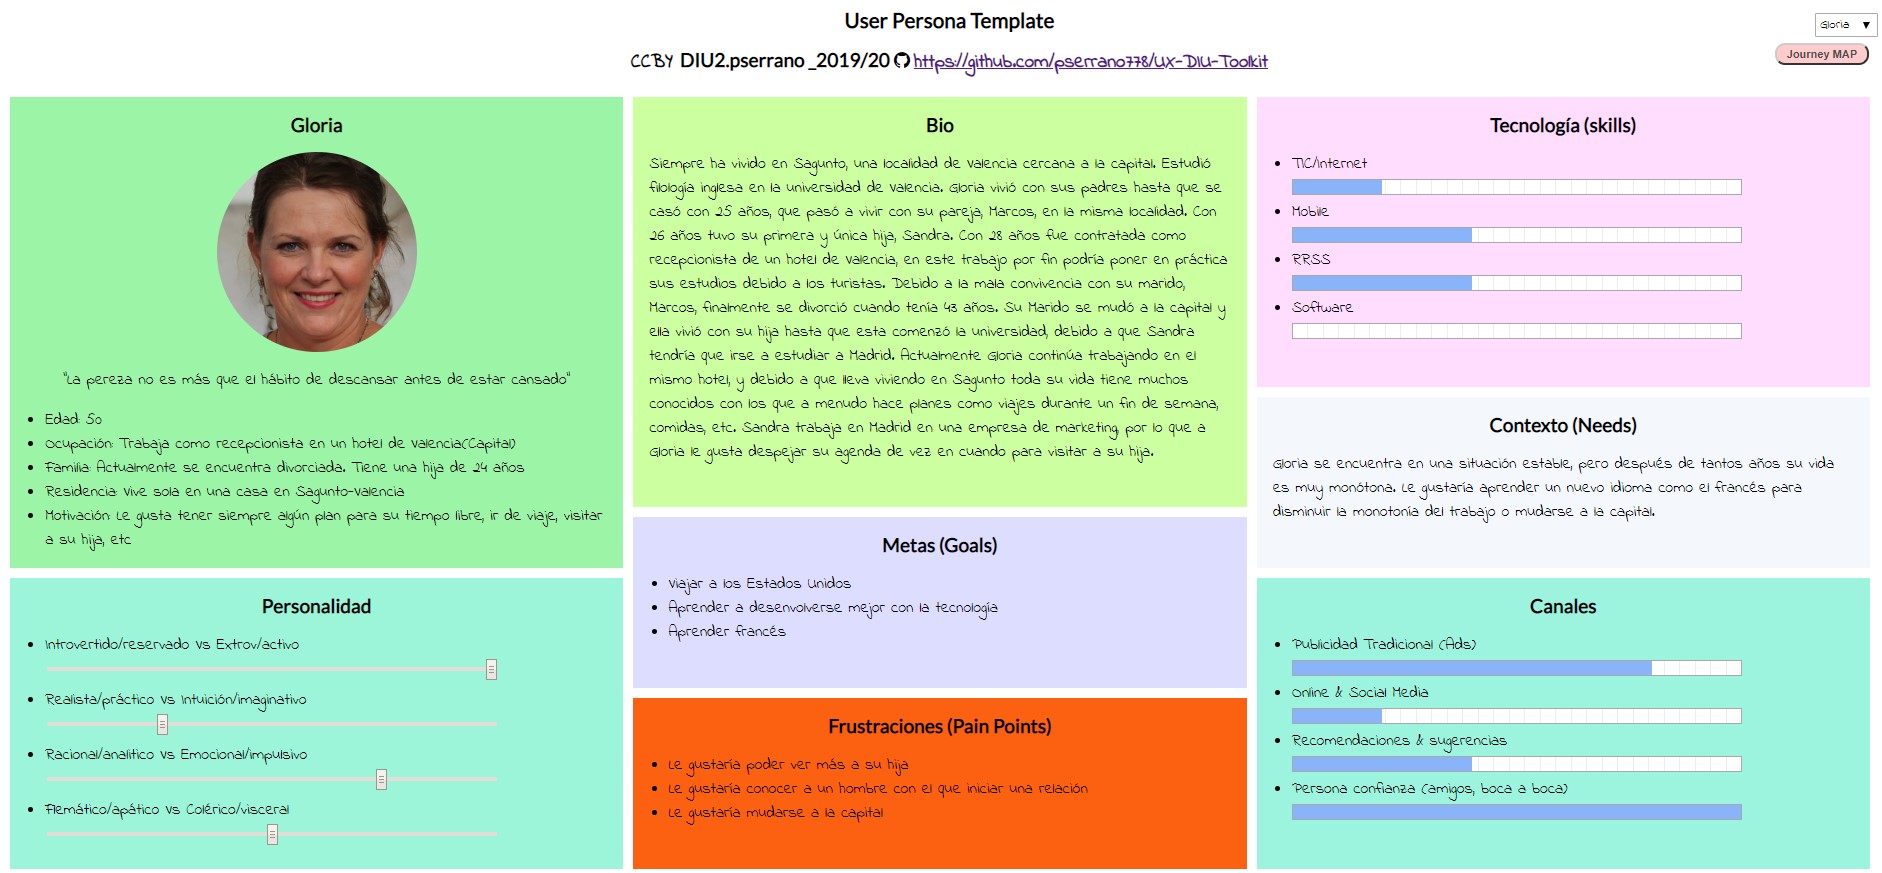 User Persona Template
Gloria ▼
CCBY DIU2.pserrano_2019/20 https://github.com/pserrano778/UX-DIU-Toolkit
Journey MAP
Gloria
"La pereza no es más que el hábito de descansar antes de estar cansado"
• Edad: 50
• Ocupación: Trabaja como recepcionista en un hotel de Valencia(Capital)
• Familia: Actualmente se encuentra divorciada. Tiene una hija de 24 años
• Residencia: Vive sola en una casa en Sagunto-Valencia
• Motivación: Le gusta tener siempre algún plan para su tiempo libre, ir de viaje, visitar
a su hija, etc
Personalidad
• Introvertido/reservado Vs Extrov/activo
• Realista/práctico Vs Intuición/imaginativo
• Racional/analítico Vs Emocional/impulsivo
• Flemático/apático Vs Colérico/visceral
Bio
Siempre ha vivido en Sagunto, una localidad de Valencia cercana a la capital. Estudió
filología inglesa en la universidad de Valencia. Gloria vivió con sus padres hasta que se
casó con 25 años, que pasó a vivir con su pareja, Marcos, en la misma localidad. Con
26 años tuvo su primera y única hija, Sandra. Con 28 años fue contratada como
recepcionista de un hotel de Valencia, en este trabajo por fin podría poner en práctica
sus estudios debido a los turistas. Debido a la mala convivencia con su marido,
Marcos, finalmente se divorció cuando tenía 43 años. Su Marido se mudó a la capital y
ella vivió con su hija hasta que esta comenzó la universidad, debido a que Sandra
tendría que irse a estudiar a Madrid. Actualmente Gloria continúa trabajando en el
mismo hotel, y debido a que lleva viviendo en Sagunto toda su vida tiene muchos
conocidos con los que a menudo hace planes como viajes durante un fin de semana,
comidas, etc. Sandra trabaja en Madrid en una empresa de marketing, por lo que a
Gloria le gusta despejar su agenda de vez en cuando para visitar a su hija.
Metas (Goals)
• Viajar a los Estados Unidos
• Aprender a desenvolverse mejor con la tecnología
• Aprender francés
Frustraciones (Pain Points)
• Le gustaría poder ver más a su hija
• Le gustaría conocer a un hombre con el que iniciar una relación
• Le gustaría mudarse a la capital
Tecnología (skills)
• TIC/Internet
• Mobile
• RRSS
• Software
Contexto (Needs)
Gloria se encuentra en una situación estable, pero después de tantos años su vida
es muy monótona. Le gustaría aprender un nuevo idioma como el francés para
disminuir la monotonía del trabajo o mudarse a la capital.
Canales
• Publicidad Tradicional (Ads)
• Online & Social Media
• Recomendaciones & sugerencias
• Persona confianza (amigos, boca a boca)